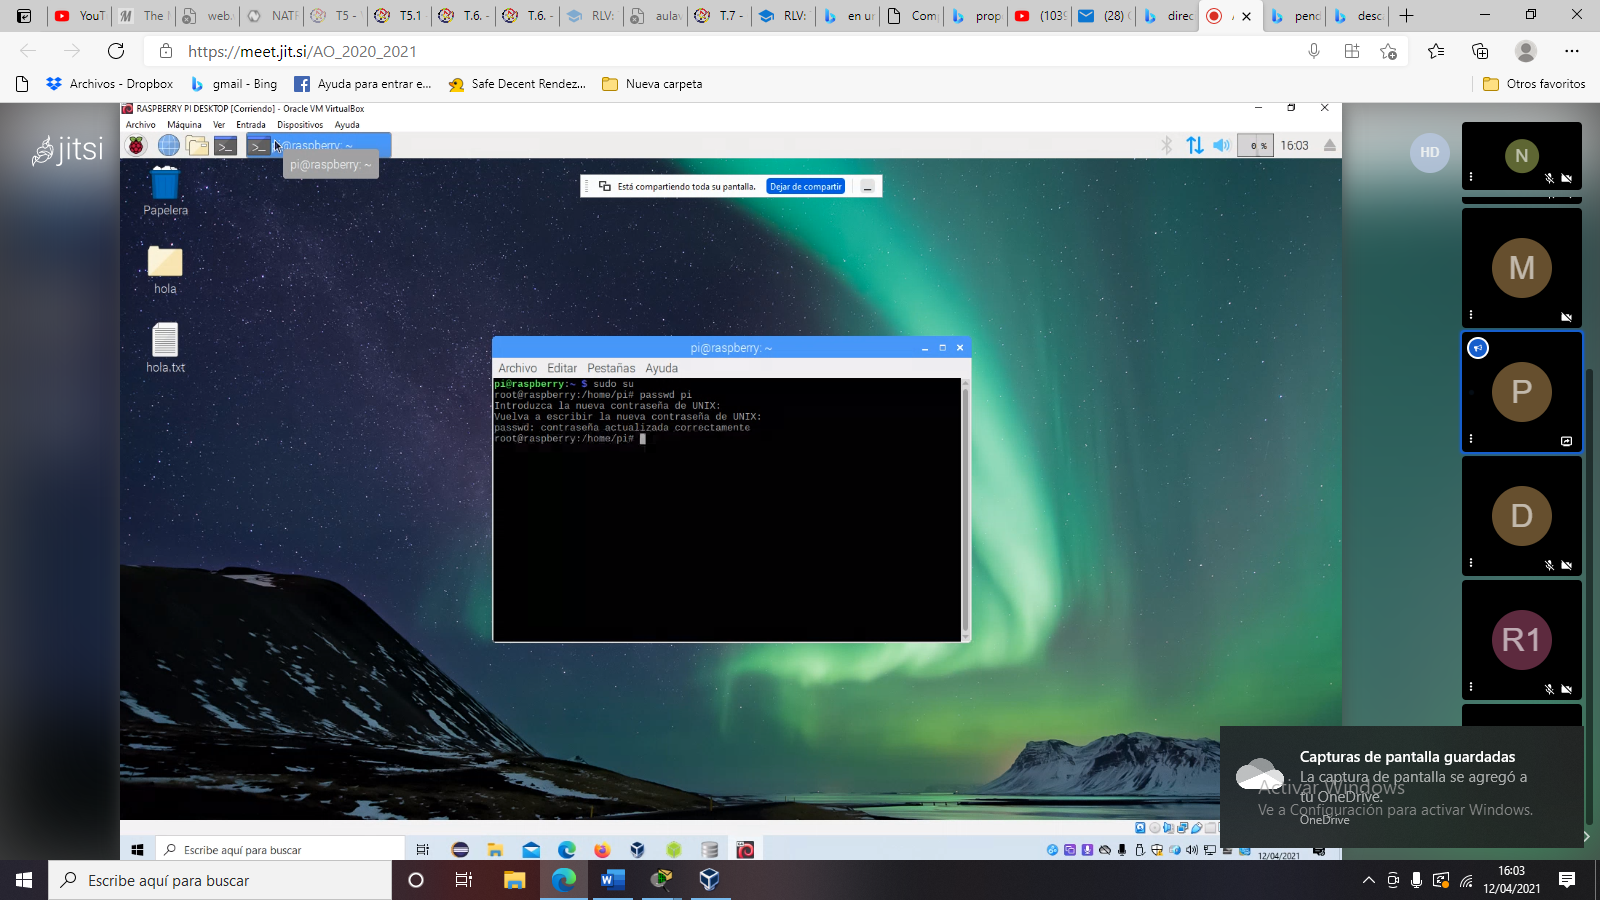 YouT
The I
web.
NATF
T5 -
T5.1
T.6. -
T.6. -
RLV:
aulav
T.7 -
RLV:
en ur
Com
prop
(1039
(28)
direc
pend
desca
https://meet.jit.si/AO_2020_2021
Archivos - Dropbox
gmail - Bing
Ayuda para entrar e...
Safe Decent Rendez...
Nueva carpeta
Otros favoritos
jitsi
RASPBERRY PI DESKTOP [Corriendo] - Oracle VM VirtualBox
Archivo Máquina Ver Entrada Dispositivos Ayuda
@raspberry: ~
0 %
16:03
pi@raspberry: ~
Está compartiendo toda su pantalla.
Dejar de compartir
Papelera
hola
hola.txt
pi@raspberry: ~
Archivo Editar Pestañas Ayuda
pi@raspberry:~ $ sudo su
root@raspberry:/home/pi# passwd pi
Introduzca la nueva contraseña de UNIX:
Vuelva a escribir la nueva contraseña de UNIX:
passwd: contraseña actualizada correctamente
root@raspberry:/home/pi#
HD
N
M
P
D
R1
Capturas de pantalla guardadas
La captura de pantalla se agregó a
tu OneDrive.
OneDrive
Activar Windows
Ve a Configuración para activar Windows.
Escribe aquí para buscar
12/04/2021
Escribe aquí para buscar
16:03
12/04/2021